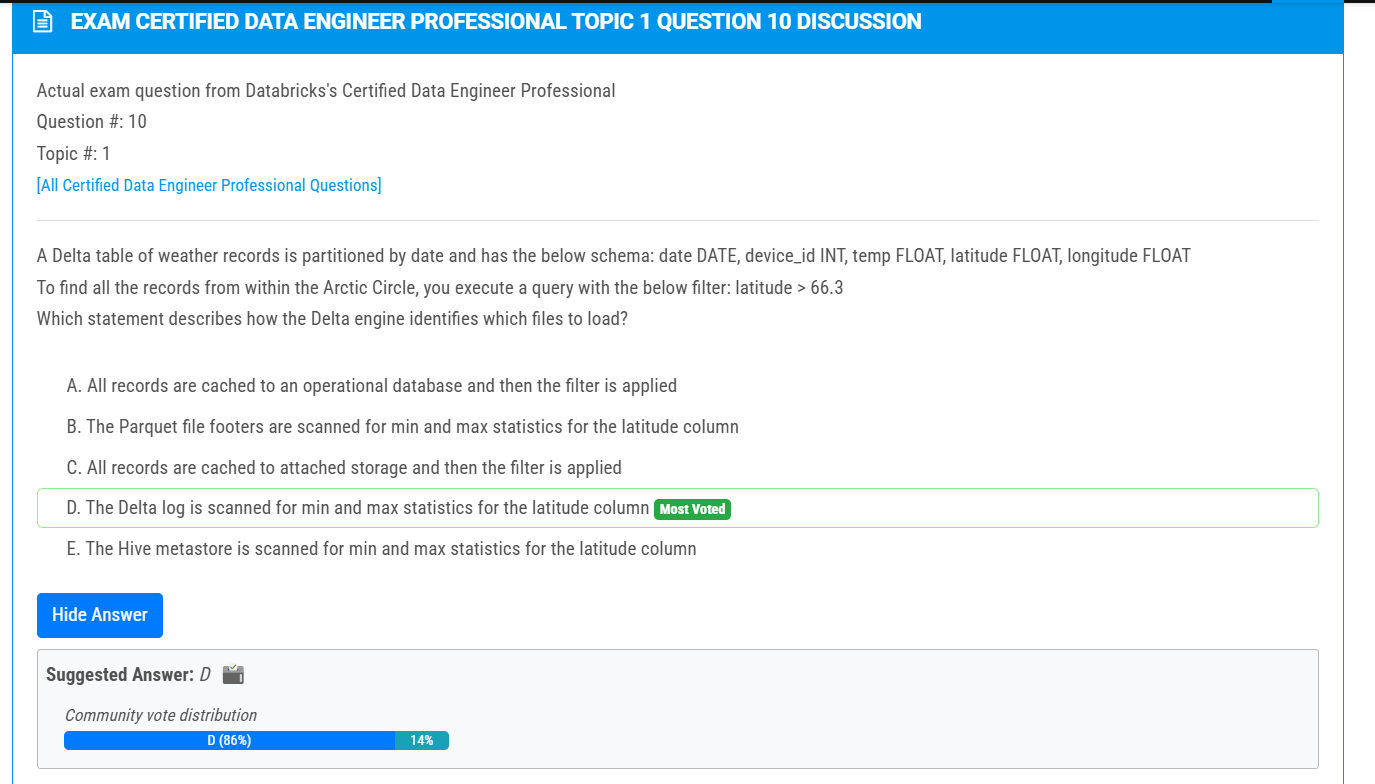 EXAM CERTIFIED DATA ENGINEER PROFESSIONAL TOPIC 1 QUESTION 10 DISCUSSION
Actual exam question from Databricks's Certified Data Engineer Professional
Question #: 10
Topic #: 1
[All Certified Data Engineer Professional Questions]
A Delta table of weather records is partitioned by date and has the below schema: date DATE, device_id INT, temp FLOAT, latitude FLOAT, longitude FLOAT
To find all the records from within the Arctic Circle, you execute a query with the below filter: latitude > 66.3
Which statement describes how the Delta engine identifies which files to load?
A. All records are cached to an operational database and then the filter is applied
B. The Parquet file footers are scanned for min and max statistics for the latitude column
C. All records are cached to attached storage and then the filter is applied
D. The Delta log is scanned for min and max statistics for the latitude column Most Voted
E. The Hive metastore is scanned for min and max statistics for the latitude column
Hide Answer
Suggested Answer: D
Community vote distribution
D (86%) 14%